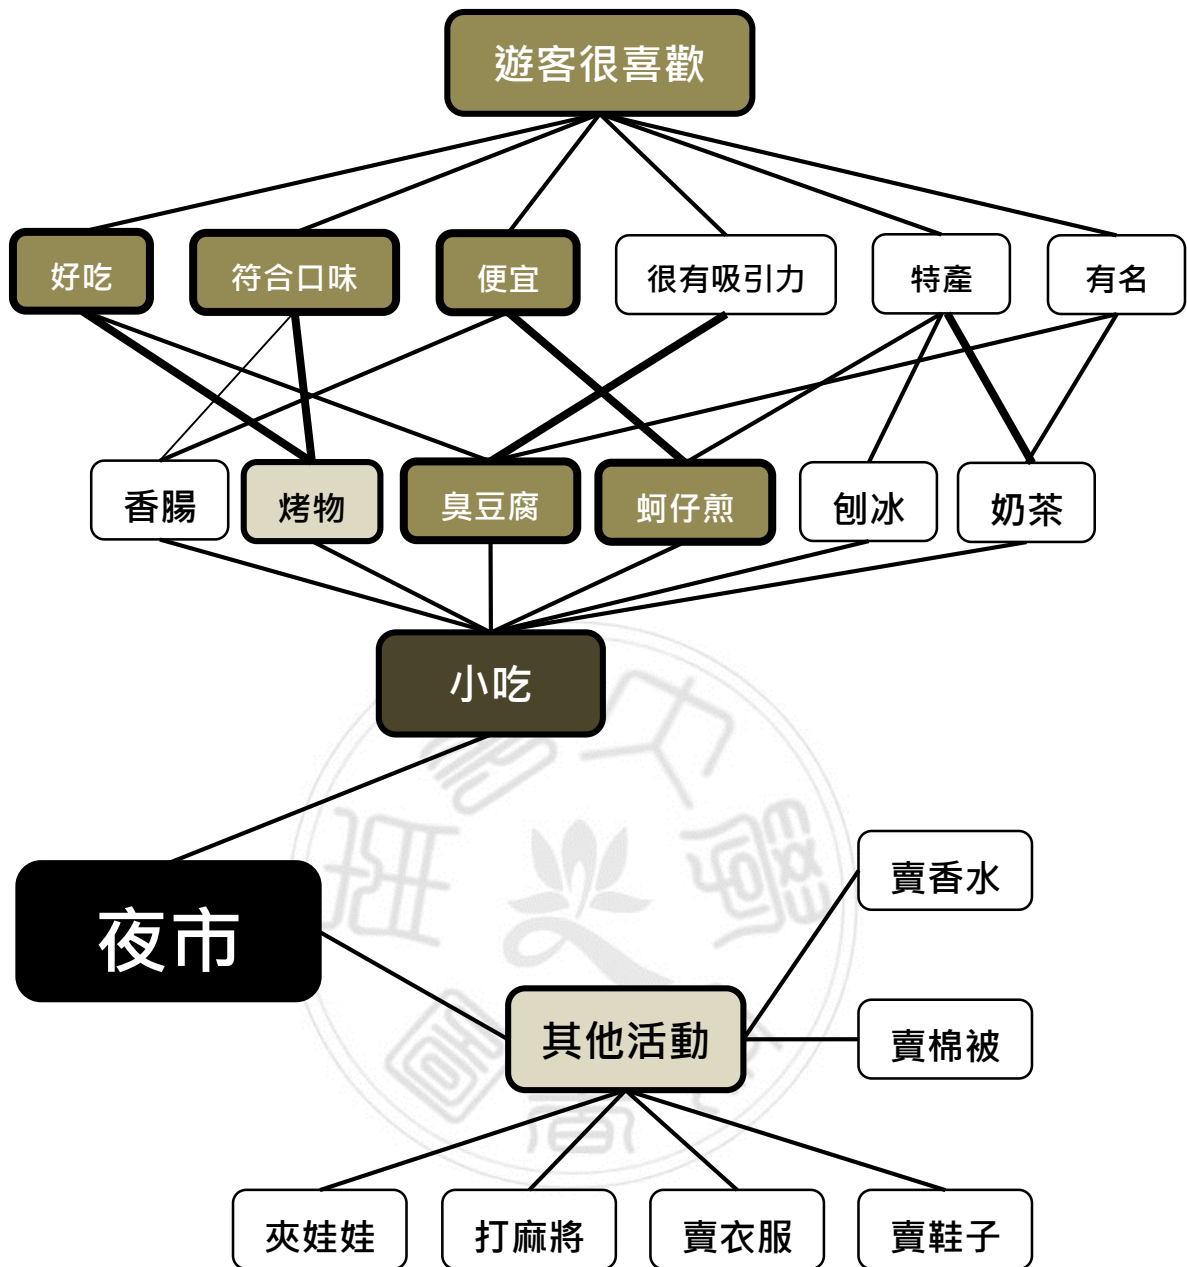 遊客很喜歡
好吃
符合口味
便宜
很有吸引力
特產
有名
香腸
烤物
臭豆腐
蚵仔煎
刨冰
奶茶
小吃
夜市
賣香水
其他活動
賣棉被
夾娃娃
打麻將
賣衣服
賣鞋子